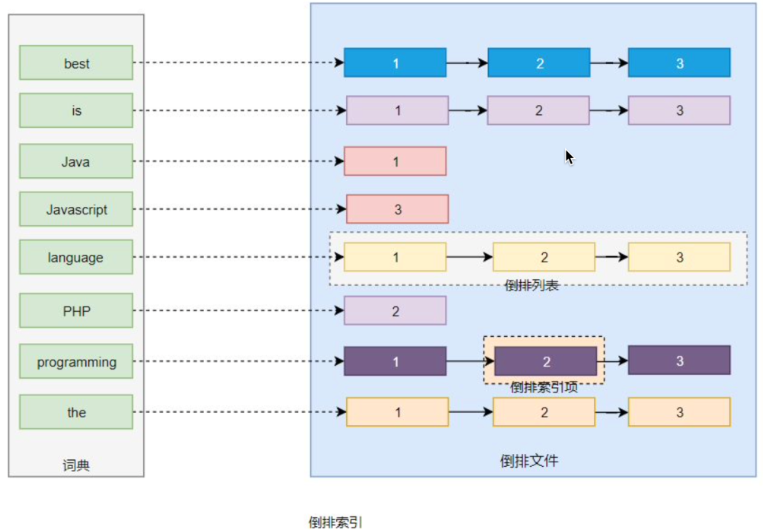 best 1 2 3
is 1 2 3
Java 1
Javascript 3
language 1 2 3
倒排列表
PHP 2
programming 1 2 3
倒排索引项
the 1 2 3
词典
倒排文件
倒排索引